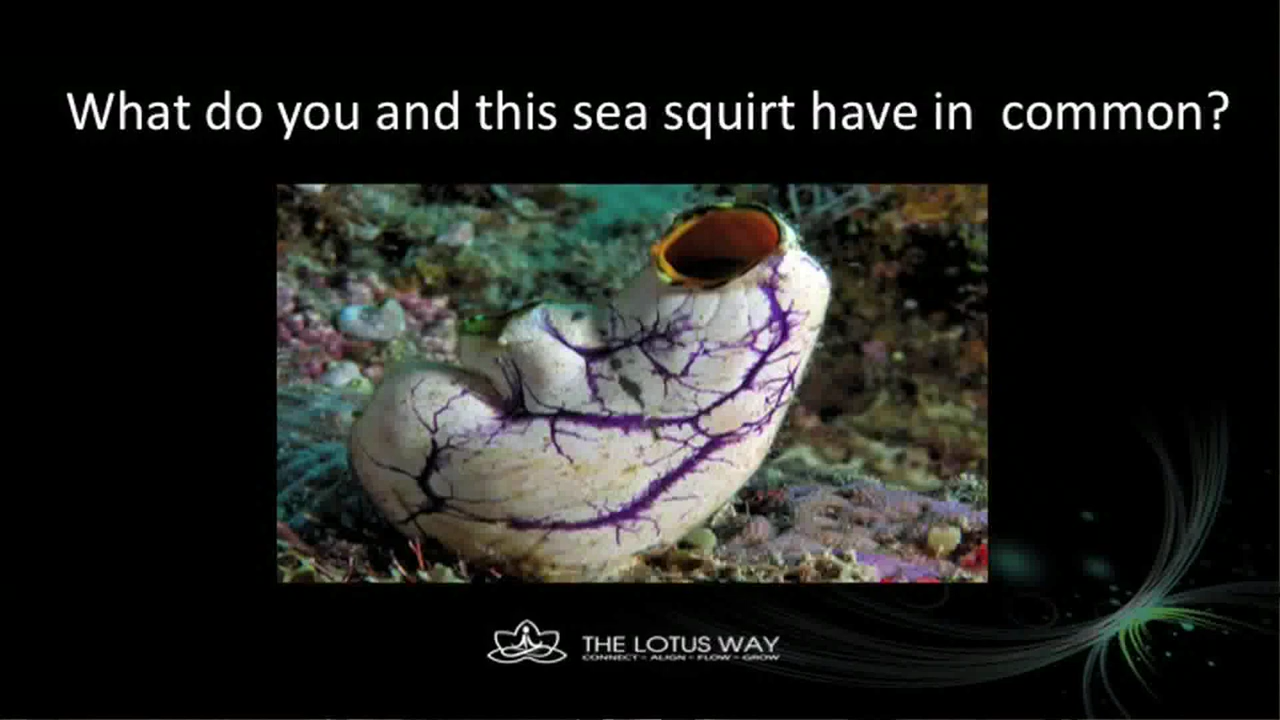 What do you and this sea squirt have in  common?
THE LOTUS WAY
CONNECT - ALIGN - FLOW - GROW